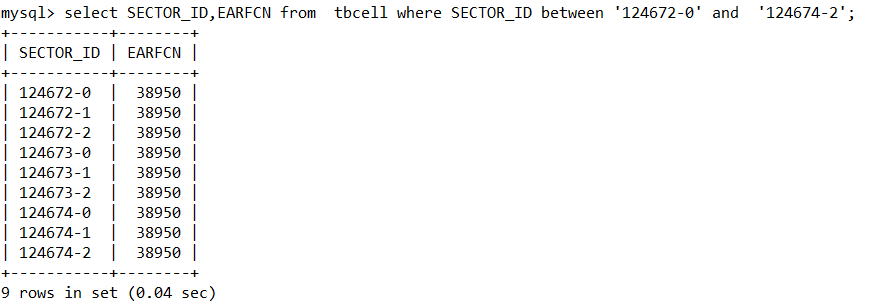 mysql> select SECTOR_ID,EARFCN from  tbcell where SECTOR_ID between '124672-0' and  '124674-2';
+-----------+--------+
| SECTOR_ID | EARFCN |
+-----------+--------+
| 124672-0  |  38950 |
| 124672-1  |  38950 |
| 124672-2  |  38950 |
| 124673-0  |  38950 |
| 124673-1  |  38950 |
| 124673-2  |  38950 |
| 124674-0  |  38950 |
| 124674-1  |  38950 |
| 124674-2  |  38950 |
+-----------+--------+
9 rows in set (0.04 sec)